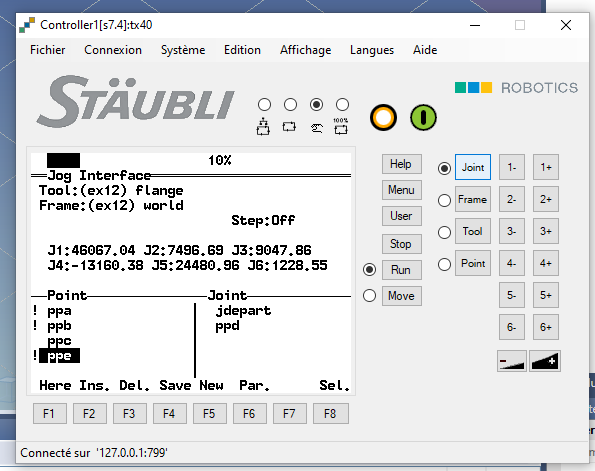 Controller1[s7.4]:tx40
Fichier Connexion Système Edition Affichage Langues Aide
STÄUBLI
ROBOTICS
100%
10%
Jog Interface
Tool:(ex12) flange
Frame:(ex12) world
Step:Off
J1:46067.04 J2:7496.69 J3:9047.86
J4:-13160.38 J5:24480.96 J6:1228.55
Point Joint
! ppa jdepart
! ppb ppd
ppc
! ppe
Here Ins. Del. Save New Par. Sel.
F1 F2 F3 F4 F5 F6 F7 F8
Help
Menu
User
Stop
Run
Move
Joint
Frame
Tool
Point
1- 1+
2- 2+
3- 3+
4- 4+
5- 5+
6- 6+
- +
Connecté sur '127.0.0.1:799'